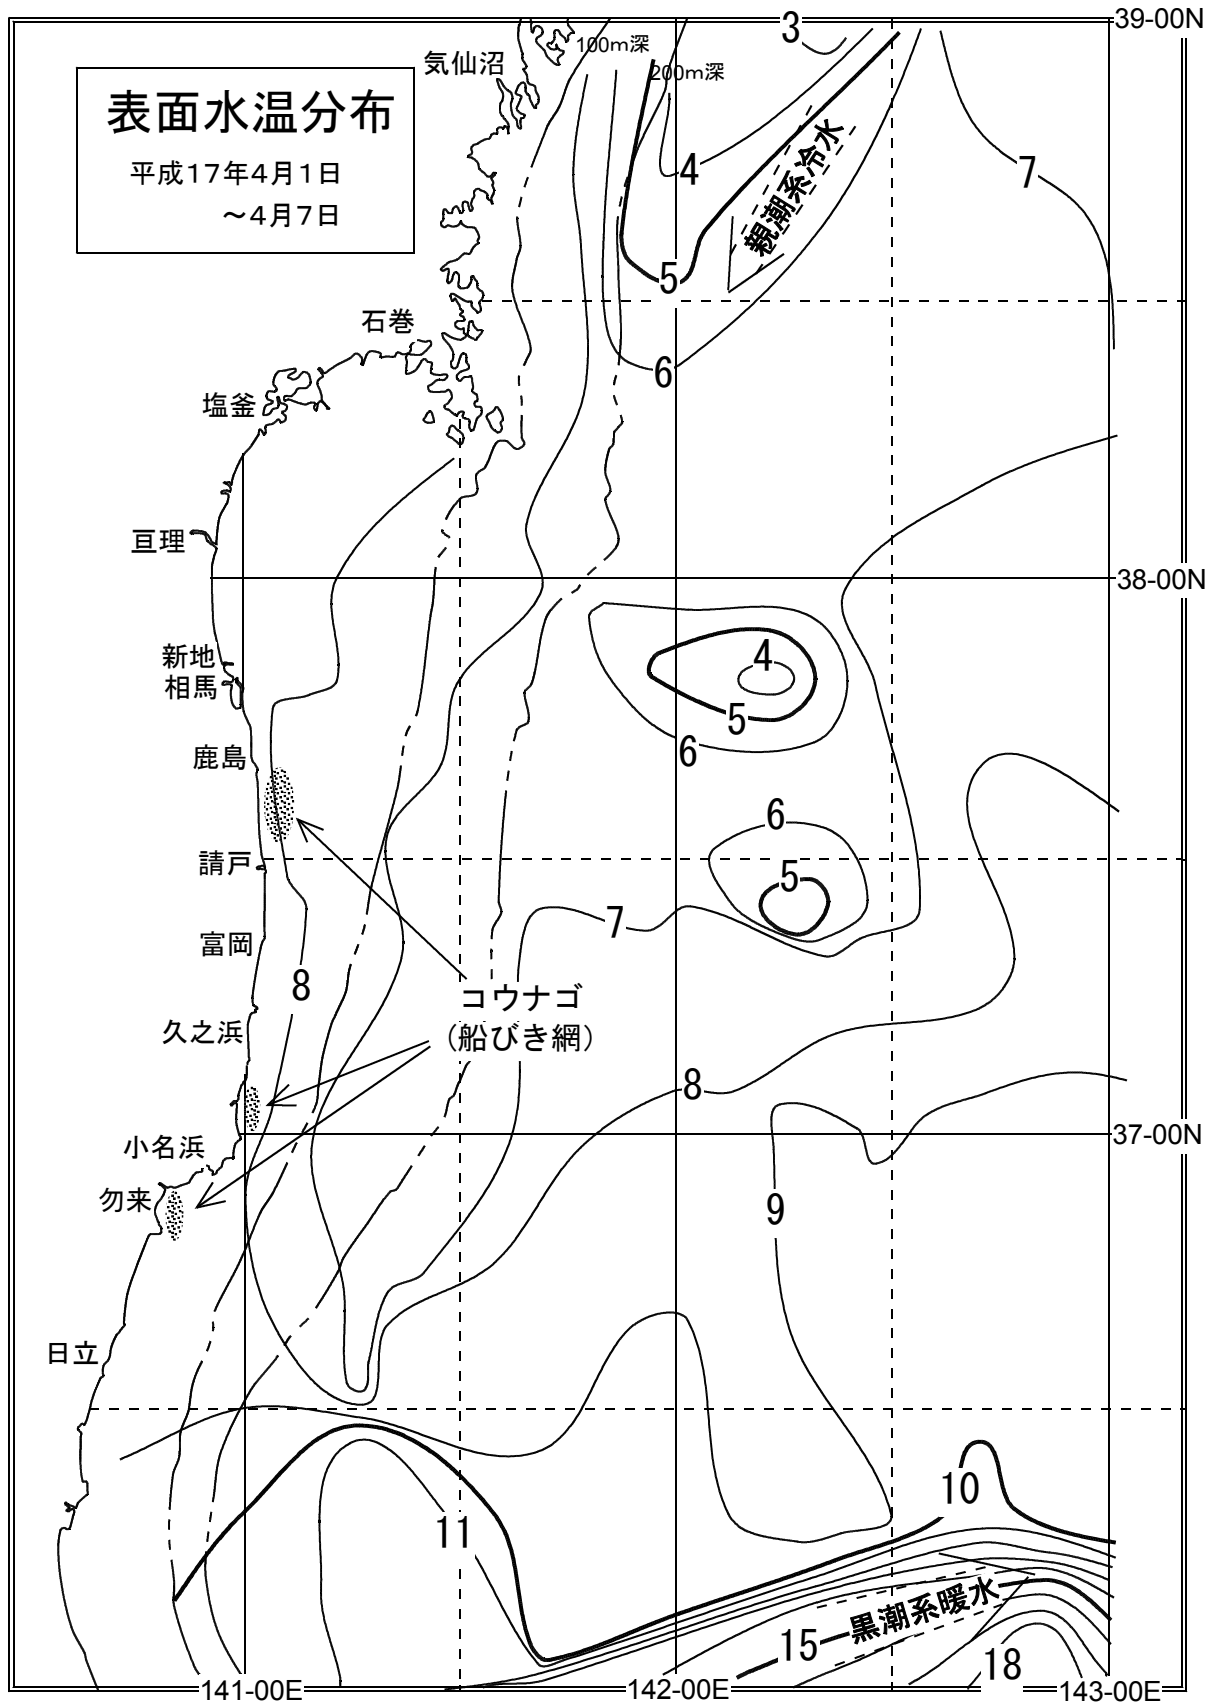 39-00N
3
100m深
気仙沼
200m深
表面水温分布
平成17年4月1日
～4月7日
4
親潮系冷水
7
5
石巻
6
塩釜
亘理
38-00N
新地
相馬
4
5
6
鹿島
6
請戸
5
7
富岡
8
コウナゴ
(船びき網)
久之浜
8
37-00N
小名浜
勿来
9
日立
10
11
黒潮系暖水
15
18
141-00E
142-00E
143-00E